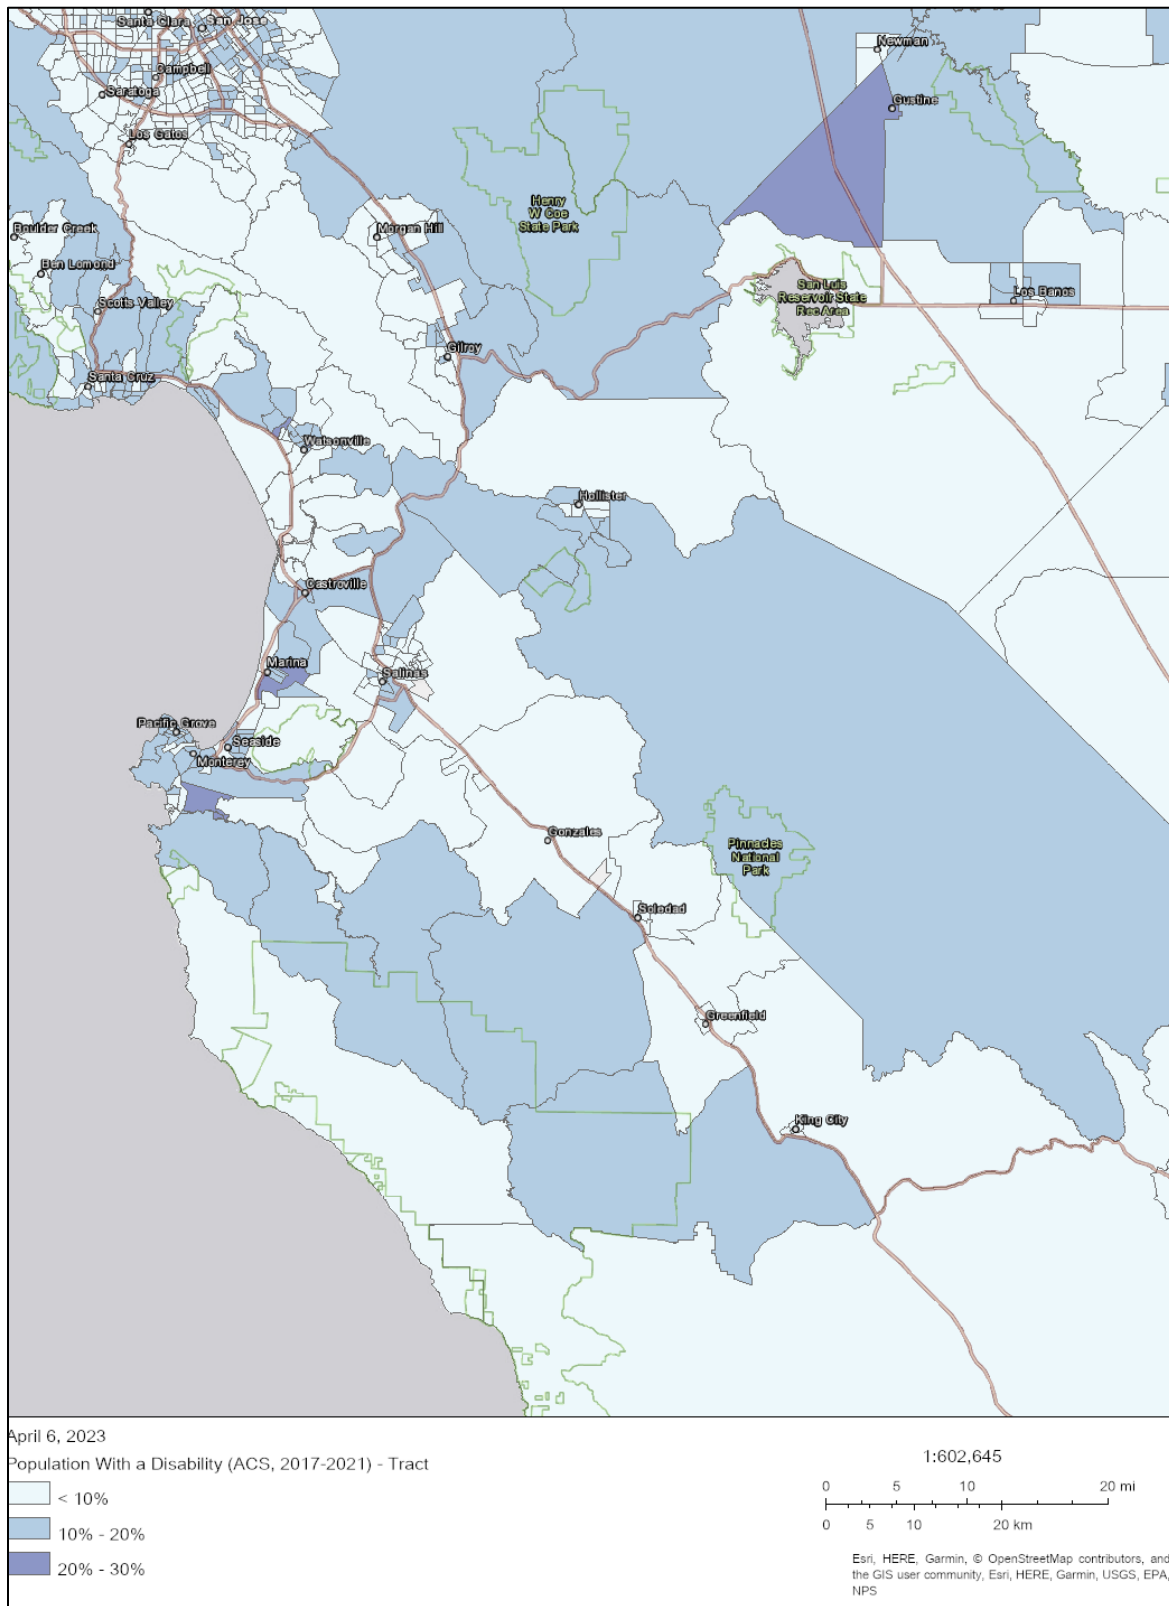 Santa Clara
San Jose
Campbell
Saratoga
Los Gatos
Newman
Gustine
Henry
W Coe
State Park
Morgan Hill
Boulder Creek
Ben Lomond
Scotts Valley
San Luis
Reservoir State
Rec Area
Los Banos
Gilroy
Santa Cruz
Watsonville
Hollister
Castroville
Marina
Salinas
Pacific Grove
Seaside
Monterey
Gonzales
Pinnacles
National
Park
Soledad
Greenfield
King City
April 6, 2023
Population With a Disability (ACS, 2017-2021) - Tract
< 10%
10% - 20%
20% - 30%
1:602,645
0 5 10 20 mi
0 5 10 20 km
Esri, HERE, Garmin, © OpenStreetMap contributors, and
the GIS user community, Esri, HERE, Garmin, USGS, EPA,
NPS